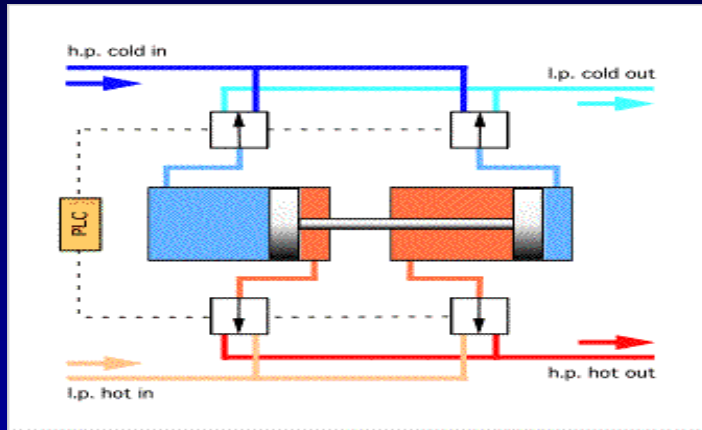 h.p. cold in
l.p. cold out
PLC
h.p. hot out
l.p. hot in